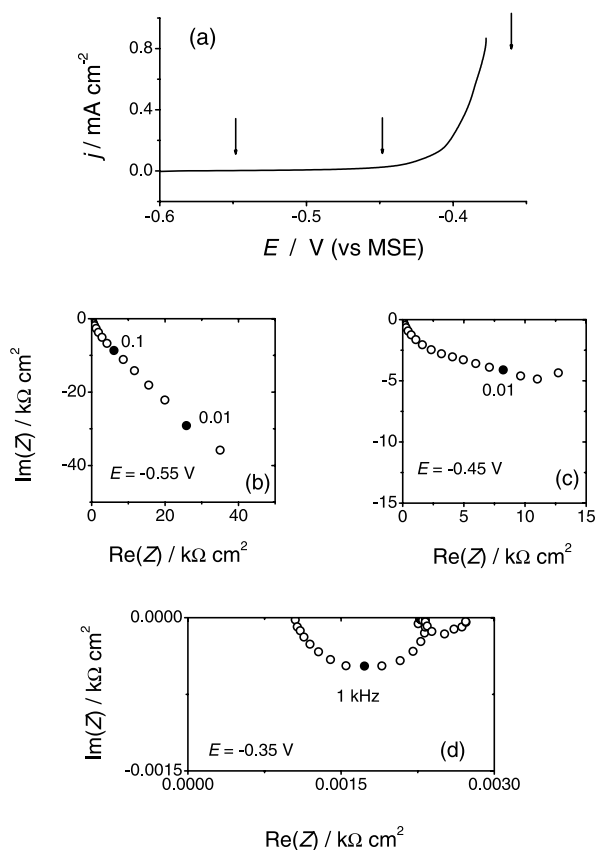 (a)
0.8
0.4
0.0
j / mA cm⁻²
-0.6
-0.5
-0.4
E / V (vs MSE)
0
-20
-40
Im(Z) / kΩ cm²
0.1
0.01
E = -0.55 V
(b)
0
20
40
Re(Z) / kΩ cm²
0
-5
-10
-15
0.01
E = -0.45 V
(c)
0
5
10
15
Re(Z) / kΩ cm²
0.0000
-0.0015
Im(Z) / kΩ cm²
1 kHz
E = -0.35 V
(d)
0.0000
0.0015
0.0030
Re(Z) / kΩ cm²